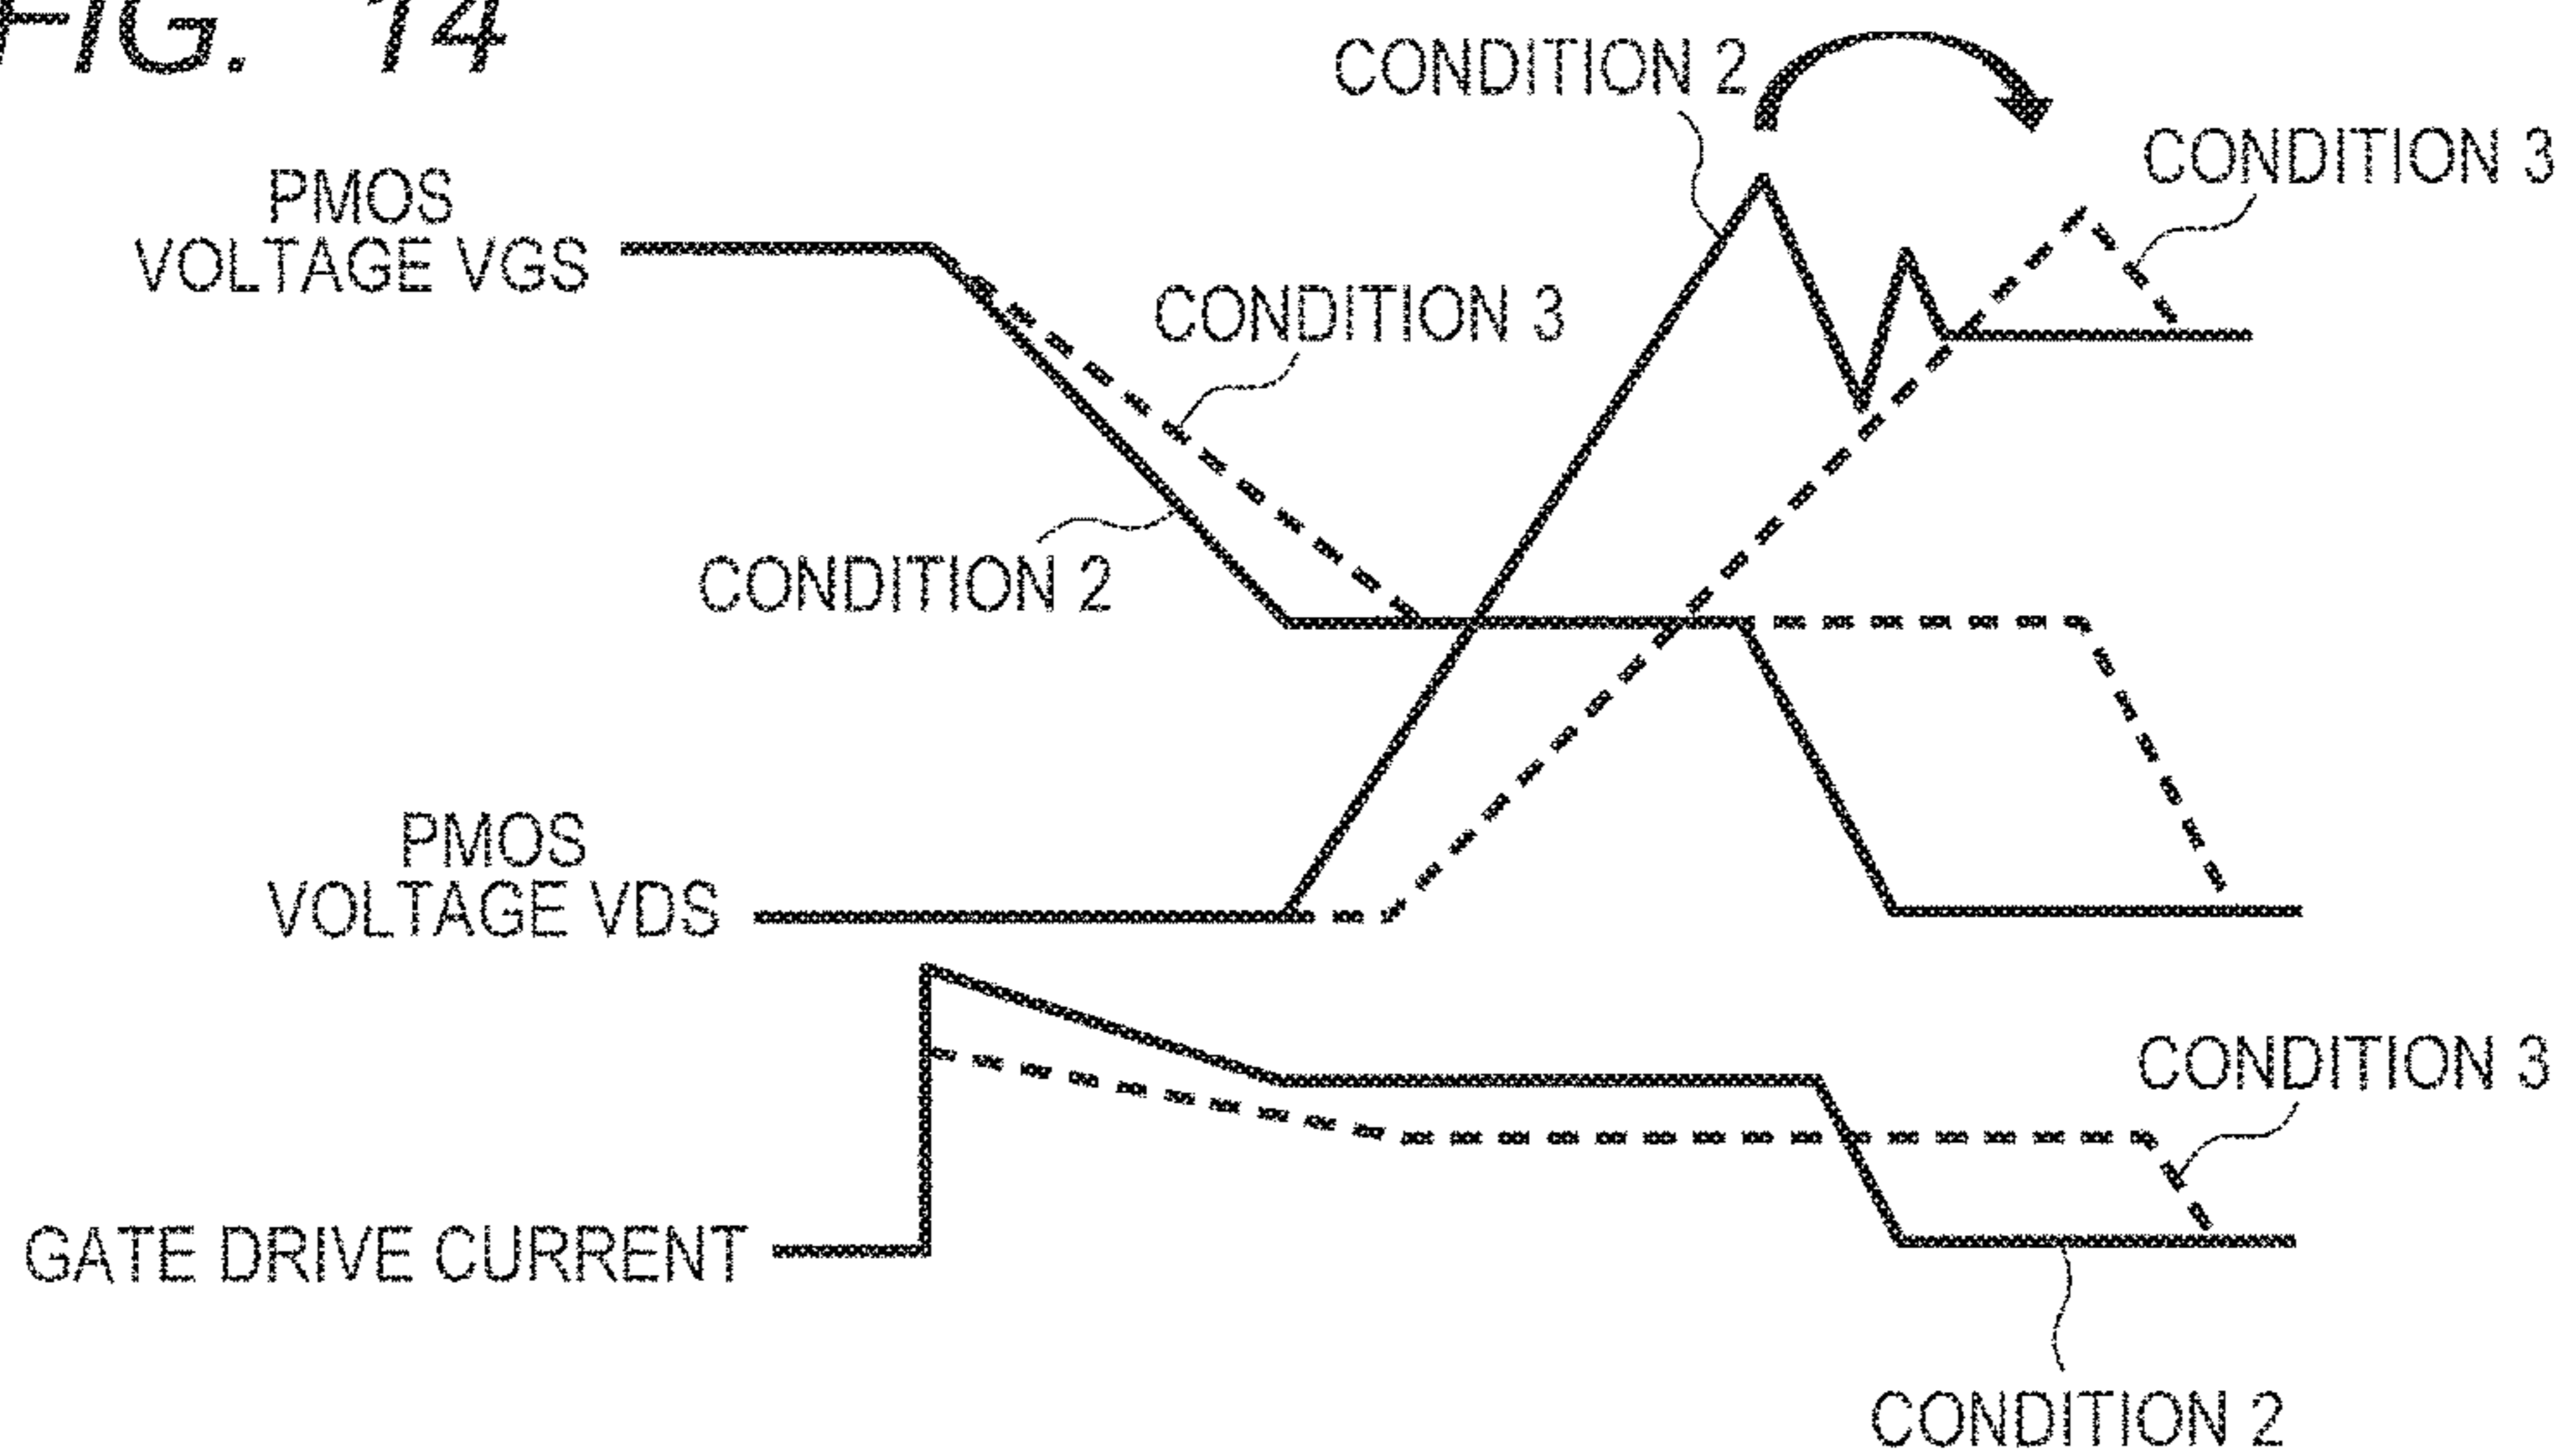 FIG. 14
CONDITION 2
CONDITION 3
PMOS
VOLTAGE VGS
CONDITION 3
CONDITION 2
PMOS
VOLTAGE VDS
CONDITION 3
GATE DRIVE CURRENT
CONDITION 2